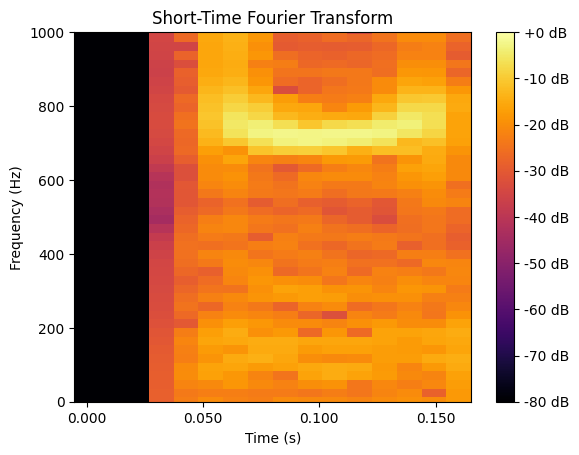 Short-Time Fourier Transform
1000
800
600
400
200
0
Frequency (Hz)
0.000
0.050
0.100
0.150
Time (s)
+0 dB
-10 dB
-20 dB
-30 dB
-40 dB
-50 dB
-60 dB
-70 dB
-80 dB